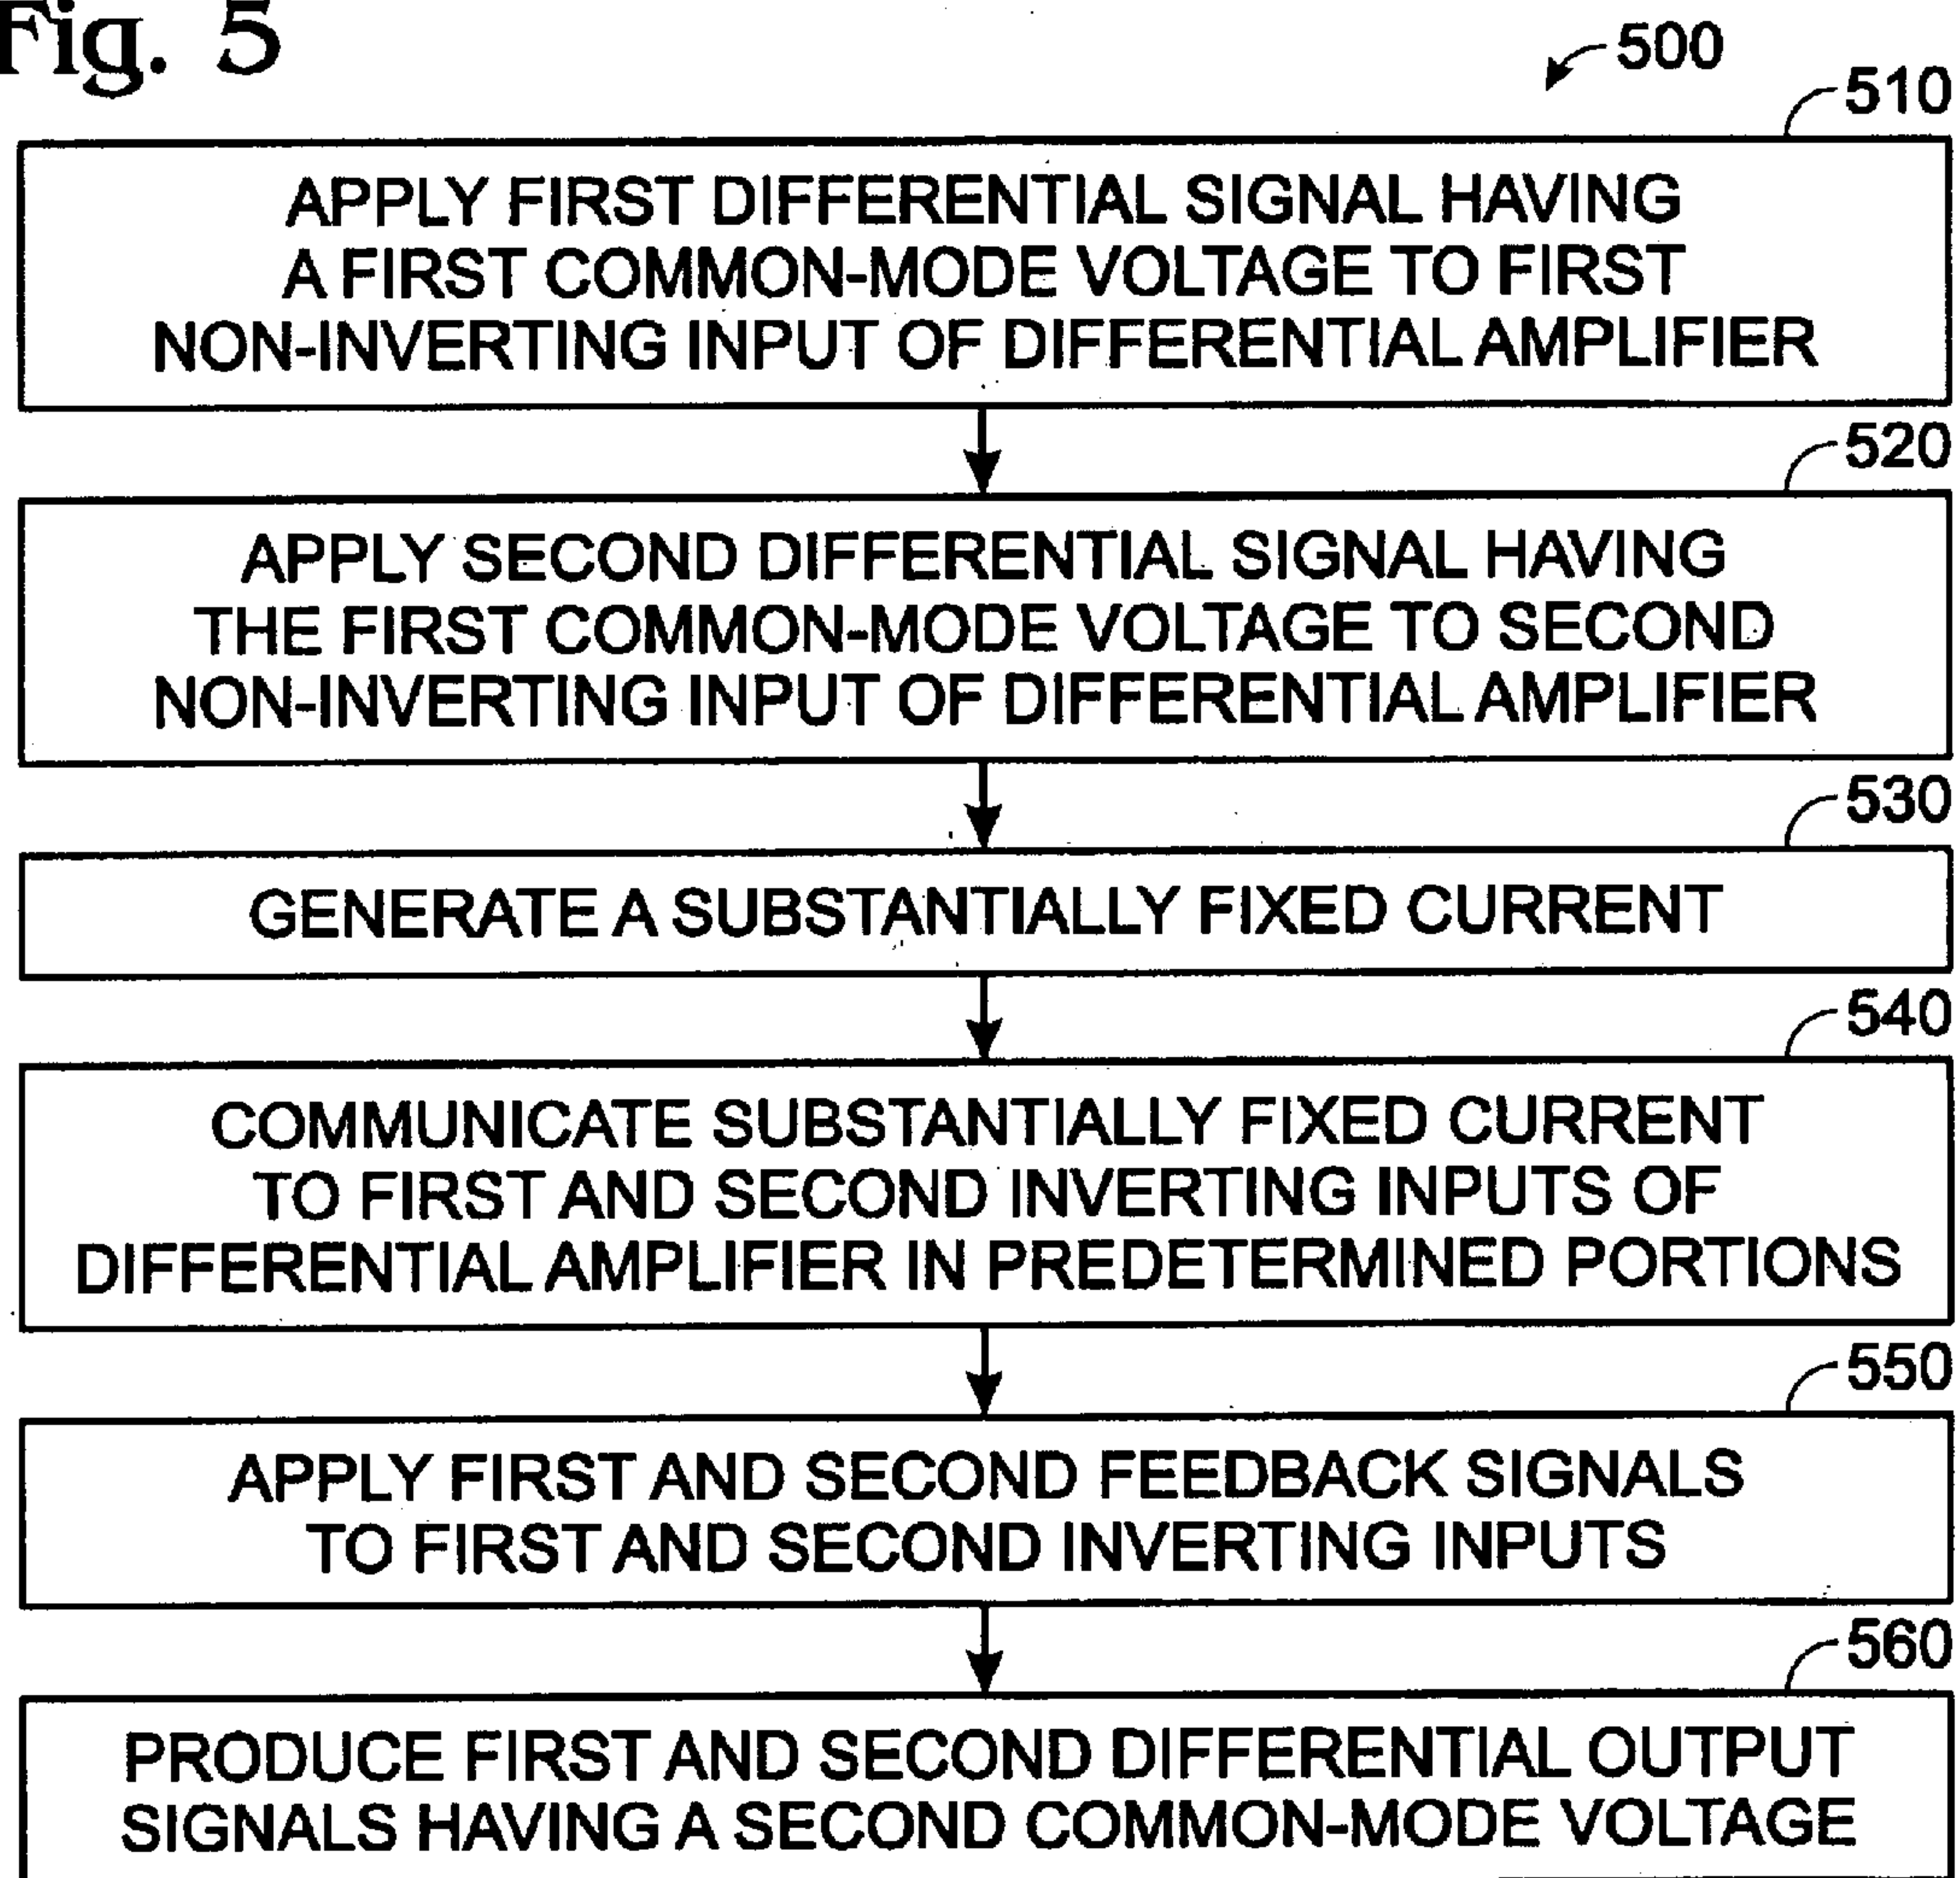 Fig. 5
500
510
APPLY FIRST DIFFERENTIAL SIGNAL HAVING
A FIRST COMMON-MODE VOLTAGE TO FIRST
NON-INVERTING INPUT OF DIFFERENTIAL AMPLIFIER
520
APPLY SECOND DIFFERENTIAL SIGNAL HAVING
THE FIRST COMMON-MODE VOLTAGE TO SECOND
NON-INVERTING INPUT OF DIFFERENTIAL AMPLIFIER
530
GENERATE A SUBSTANTIALLY FIXED CURRENT
540
COMMUNICATE SUBSTANTIALLY FIXED CURRENT
TO FIRST AND SECOND INVERTING INPUTS OF
DIFFERENTIAL AMPLIFIER IN PREDETERMINED PORTIONS
550
APPLY FIRST AND SECOND FEEDBACK SIGNALS
TO FIRST AND SECOND INVERTING INPUTS
560
PRODUCE FIRST AND SECOND DIFFERENTIAL OUTPUT
SIGNALS HAVING A SECOND COMMON-MODE VOLTAGE